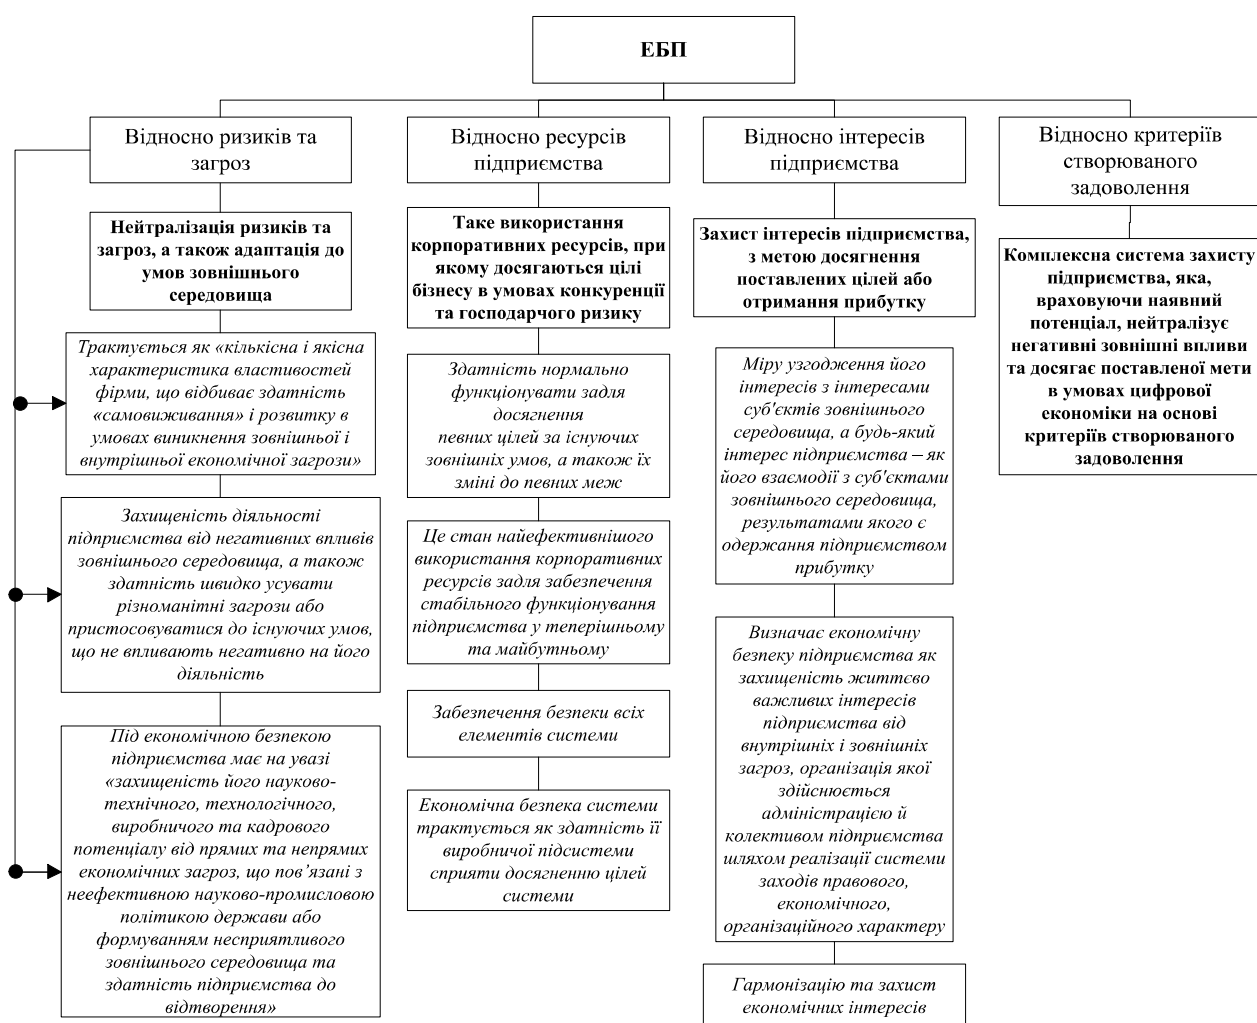 ЕБП
Відносно ризиків та
загроз
Нейтралізація ризиків та
загроз, а також адаптація до
умов зовнішнього
середовища
Трактується як «кількісна і якісна
характеристика властивостей
фірми, що відбиває здатність
«самовиживання» і розвитку в
умовах виникнення зовнішньої і
внутрішньої економічної загрози»
Захищеність діяльності
підприємства від негативних впливів
зовнішнього середовища, а також
здатність швидко усувати
різноманітні загрози або
пристосовуватися до існуючих умов,
що не впливають негативно на його
діяльність
Під економічною безпекою
підприємства має на увазі
«захищеність його науково-
технічного, технологічного,
виробничого та кадрового
потенціалу від прямих та непрямих
економічних загроз, що пов’язані з
неефективною науково-промисловою
політикою держави або
формуванням несприятливого
зовнішнього середовища та
здатність підприємства до
відтворення»
Відносно ресурсів
підприємства
Таке використання
корпоративних ресурсів, при
якому досягаються цілі
бізнесу в умовах конкуренції
та господарчого ризику
Здатність нормально
функціонувати задля
досягнення
певних цілей за існуючих
зовнішніх умов, а також їх
зміні до певних меж
Це стан найефективнішого
використання корпоративних
ресурсів задля забезпечення
стабільного функціонування
підприємства у теперішньому
та майбутньому
Забезпечення безпеки всіх
елементів системи
Економічна безпека системи
трактується як здатність її
виробничої підсистеми
сприяти досягненню цілей
системи
Відносно інтересів
підприємства
Захист інтересів підприємства,
з метою досягнення
поставлених цілей або
отримання прибутку
Міру узгодження його
інтересів з інтересами
суб'єктів зовнішнього
середовища, а будь-який
інтерес підприємства – як
його взаємодії з суб'єктами
зовнішнього середовища,
результатами якого є
одержання підприємством
прибутку
Визначає економічну
безпеку підприємства як
захищеність життєво
важливих інтересів
підприємства від
внутрішніх і зовнішніх
загроз, організація якої
здійснюється
адміністрацією й
колективом підприємства
шляхом реалізації системи
заходів правового,
економічного,
організаційного характеру
Гармонізацію та захист
економічних інтересів
Відносно критеріїв
створюваного
задоволення
Комплексна система захисту
підприємства, яка,
враховуючи наявний
потенціал, нейтралізує
негативні зовнішні впливи
та досягає поставленої мети
в умовах цифрової
економіки на основі
критеріїв створюваного
задоволення